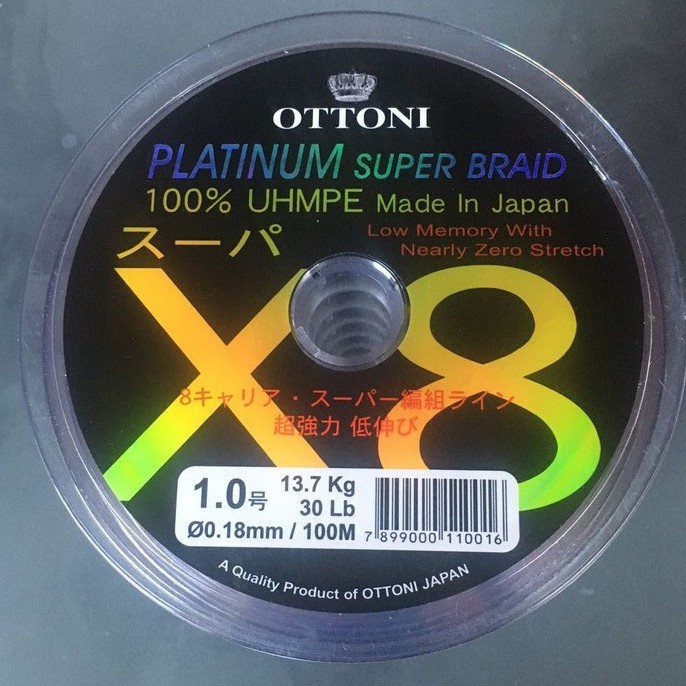 OTTONI
PLATINUM SUPER BRAID
100% UHMPE Made In Japan
スーパ
Low Memory With
Nearly Zero Stretch
X8
8キャリア・スーパー編組ライン
超強力 低伸び
1.0号
13.7 Kg
30 Lb
Ø0.18mm / 100M
7 899000 110016
A Quality Product of OTTONI JAPAN